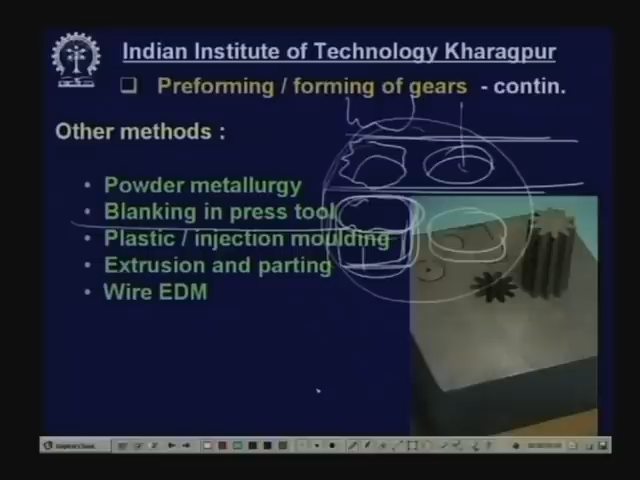 Indian Institute of Technology Kharagpur
❑ Preforming / forming of gears - contin.
Other methods :
• Powder metallurgy
• Blanking in press tool
• Plastic / injection moulding
• Extrusion and parting
• Wire EDM